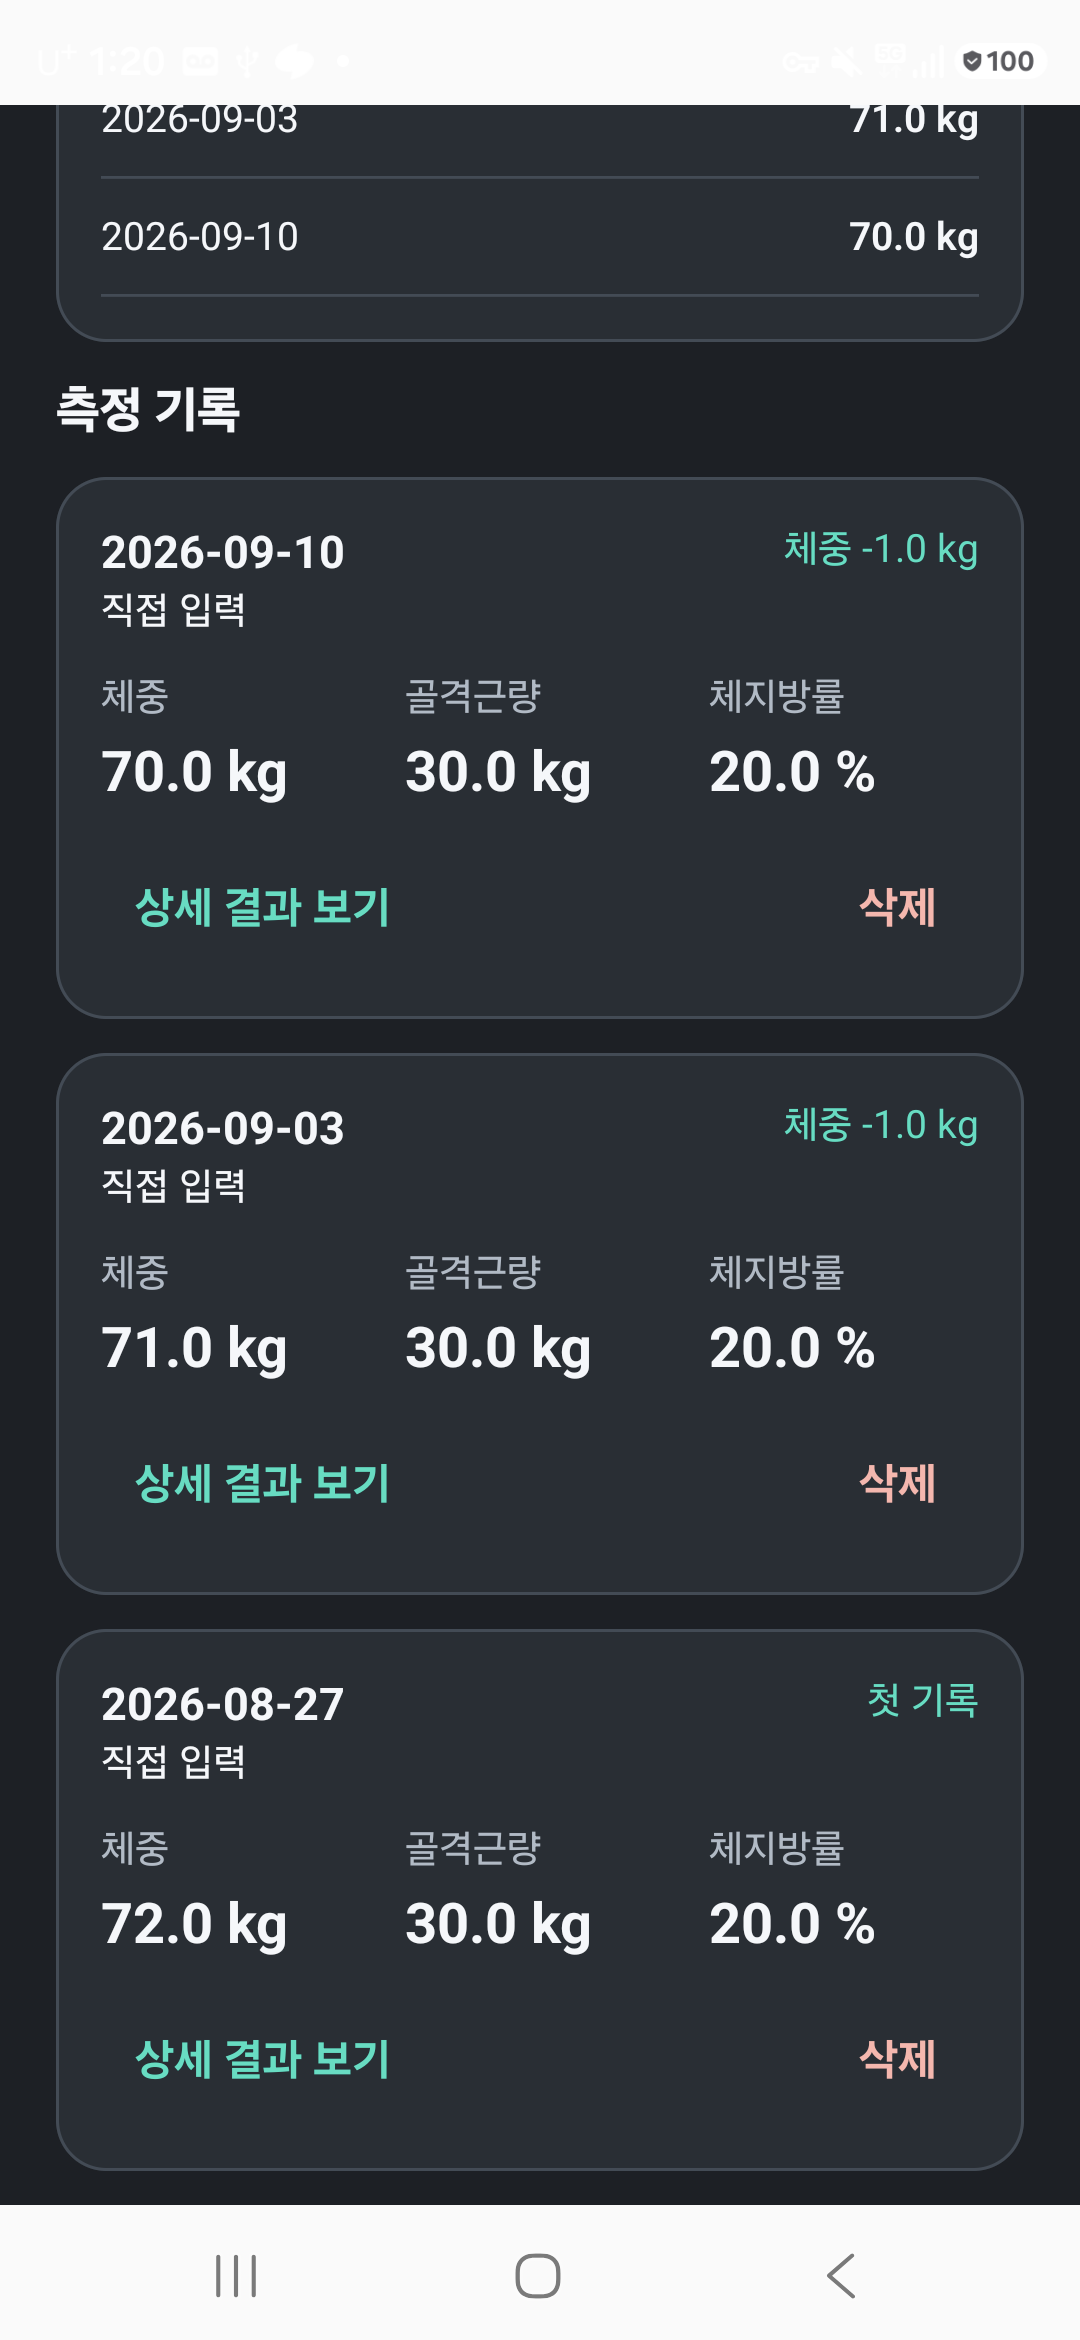 U+ 1:20 5G 100
2026-09-03 71.0 kg
2026-09-10 70.0 kg
측정 기록
2026-09-10 체중 -1.0 kg
직접 입력
체중 골격근량 체지방률
70.0 kg 30.0 kg 20.0 %
상세 결과 보기 삭제
2026-09-03 체중 -1.0 kg
직접 입력
체중 골격근량 체지방률
71.0 kg 30.0 kg 20.0 %
상세 결과 보기 삭제
2026-08-27 첫 기록
직접 입력
체중 골격근량 체지방률
72.0 kg 30.0 kg 20.0 %
상세 결과 보기 삭제